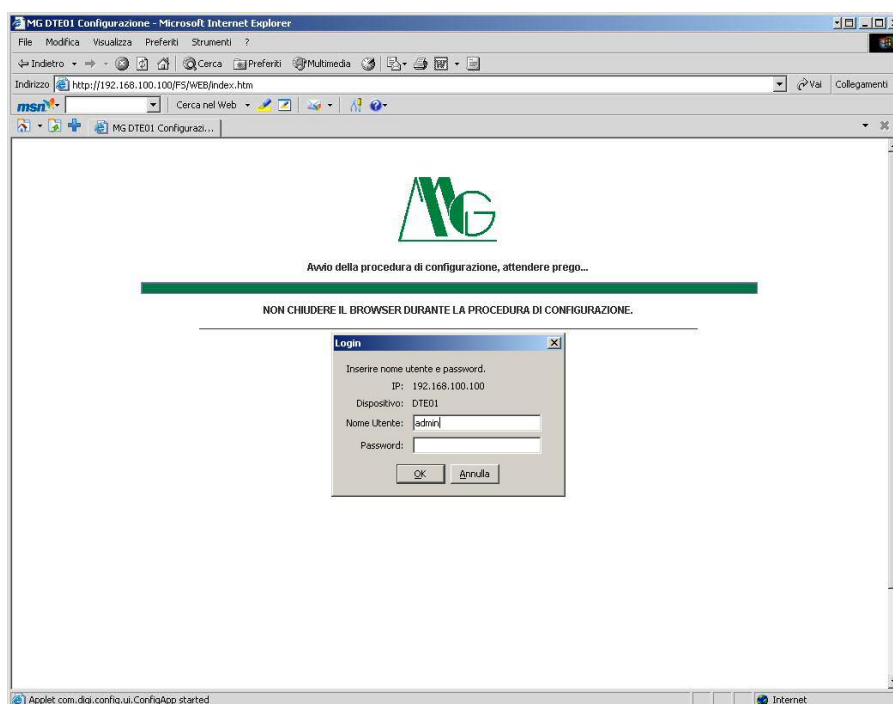 MG DTE01 Configurazione - Microsoft Internet Explorer
File Modifica Visualizza Preferiti Strumenti ?
Indietro Cerca Preferiti Multimedia
Indirizzo http://192.168.100.100/FS/WEB/index.htm Vai Collegamenti
msn Cerca nel Web
MG DTE01 Configurazi...
MG
Avvio della procedura di configurazione, attendere prego...
NON CHIUDERE IL BROWSER DURANTE LA PROCEDURA DI CONFIGURAZIONE.
Login
Inserire nome utente e password.
IP: 192.168.100.100
Dispositivo: DTE01
Nome Utente: admin
Password:
OK Annulla
Applet com.digi.config.ui.ConfigApp started Internet